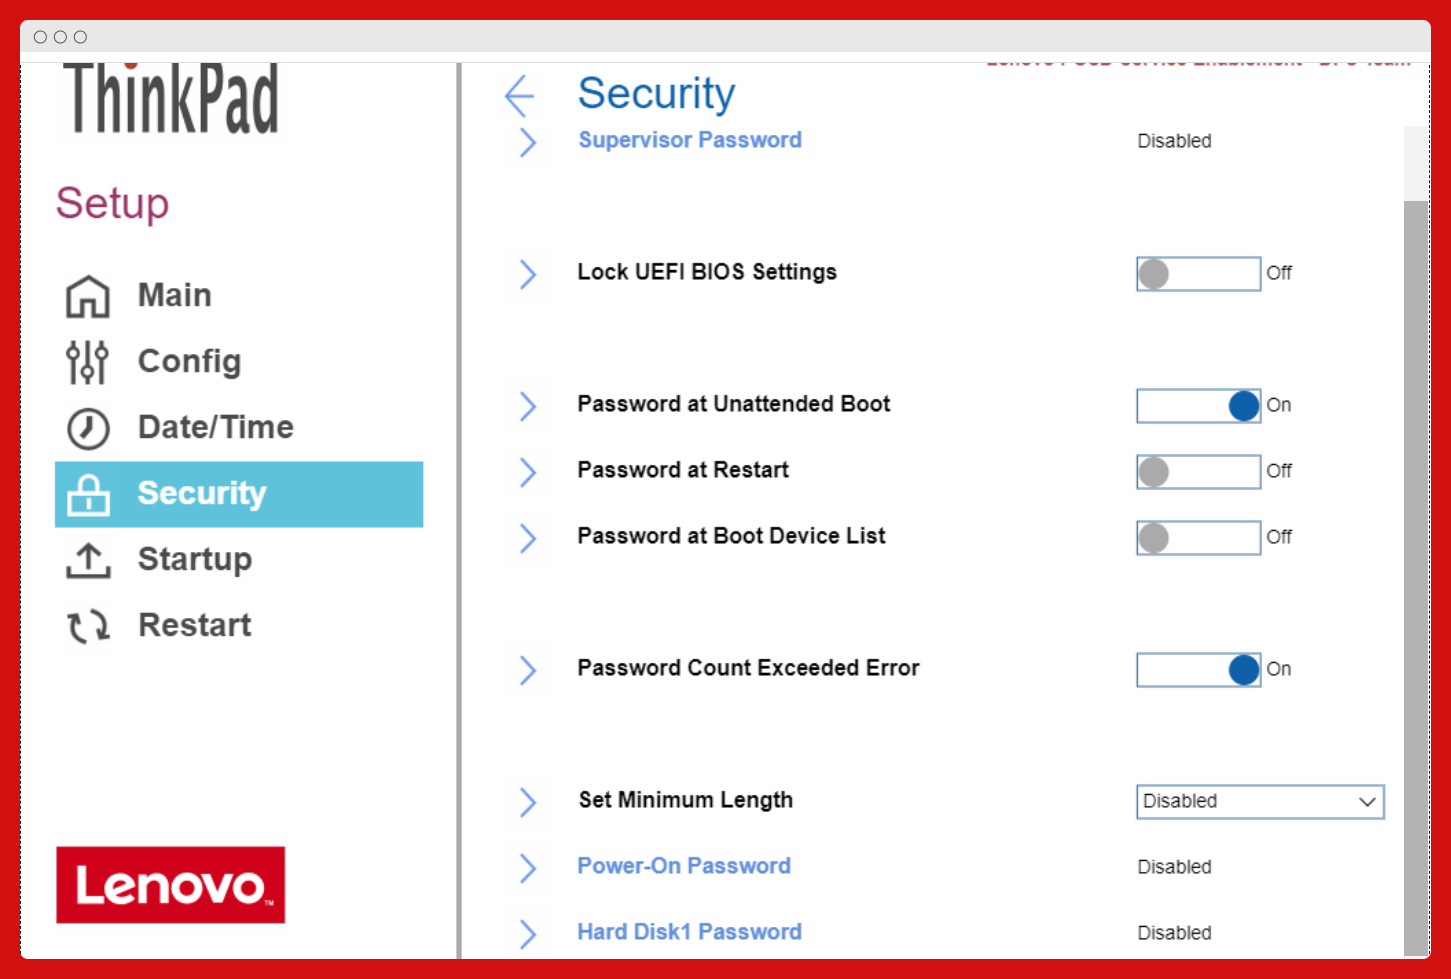 ThinkPad
Setup
Main
Config
Date/Time
Security
Startup
Restart
Lenovo™
Security
Supervisor Password Disabled
Lock UEFI BIOS Settings Off
Password at Unattended Boot On
Password at Restart Off
Password at Boot Device List Off
Password Count Exceeded Error On
Set Minimum Length Disabled
Power-On Password Disabled
Hard Disk1 Password Disabled